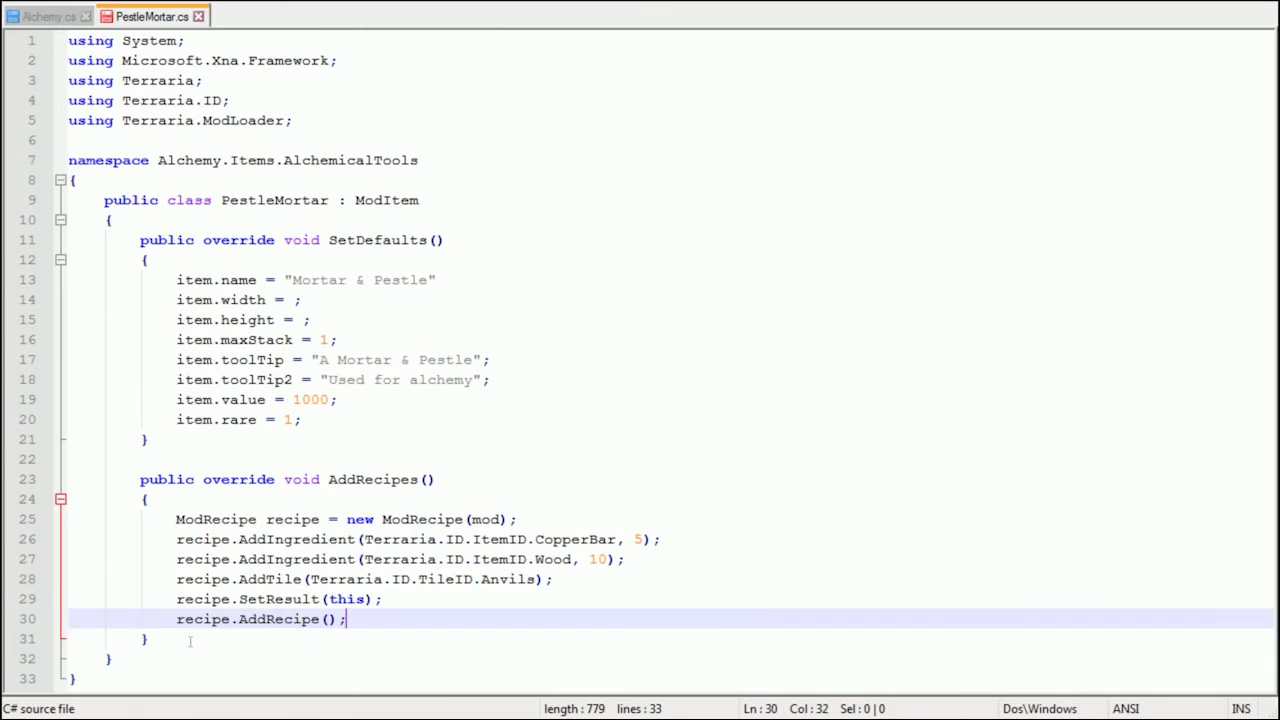 Alchemy.cs PestleMortar.cs
1 using System;
2 using Microsoft.Xna.Framework;
3 using Terraria;
4 using Terraria.ID;
5 using Terraria.ModLoader;
6
7 namespace Alchemy.Items.AlchemicalTools
8 {
9 public class PestleMortar : ModItem
10 {
11 public override void SetDefaults()
12 {
13 item.name = "Mortar & Pestle"
14 item.width = ;
15 item.height = ;
16 item.maxStack = 1;
17 item.toolTip = "A Mortar & Pestle";
18 item.toolTip2 = "Used for alchemy";
19 item.value = 1000;
20 item.rare = 1;
21 }
22
23 public override void AddRecipes()
24 {
25 ModRecipe recipe = new ModRecipe(mod);
26 recipe.AddIngredient(Terraria.ID.ItemID.CopperBar, 5);
27 recipe.AddIngredient(Terraria.ID.ItemID.Wood, 10);
28 recipe.AddTile(Terraria.ID.TileID.Anvils);
29 recipe.SetResult(this);
30 recipe.AddRecipe();
31 }
32 }
33 }
C# source file length : 779 lines : 33 Ln : 30 Col : 32 Sel : 0 | 0 Dos\Windows ANSI INS